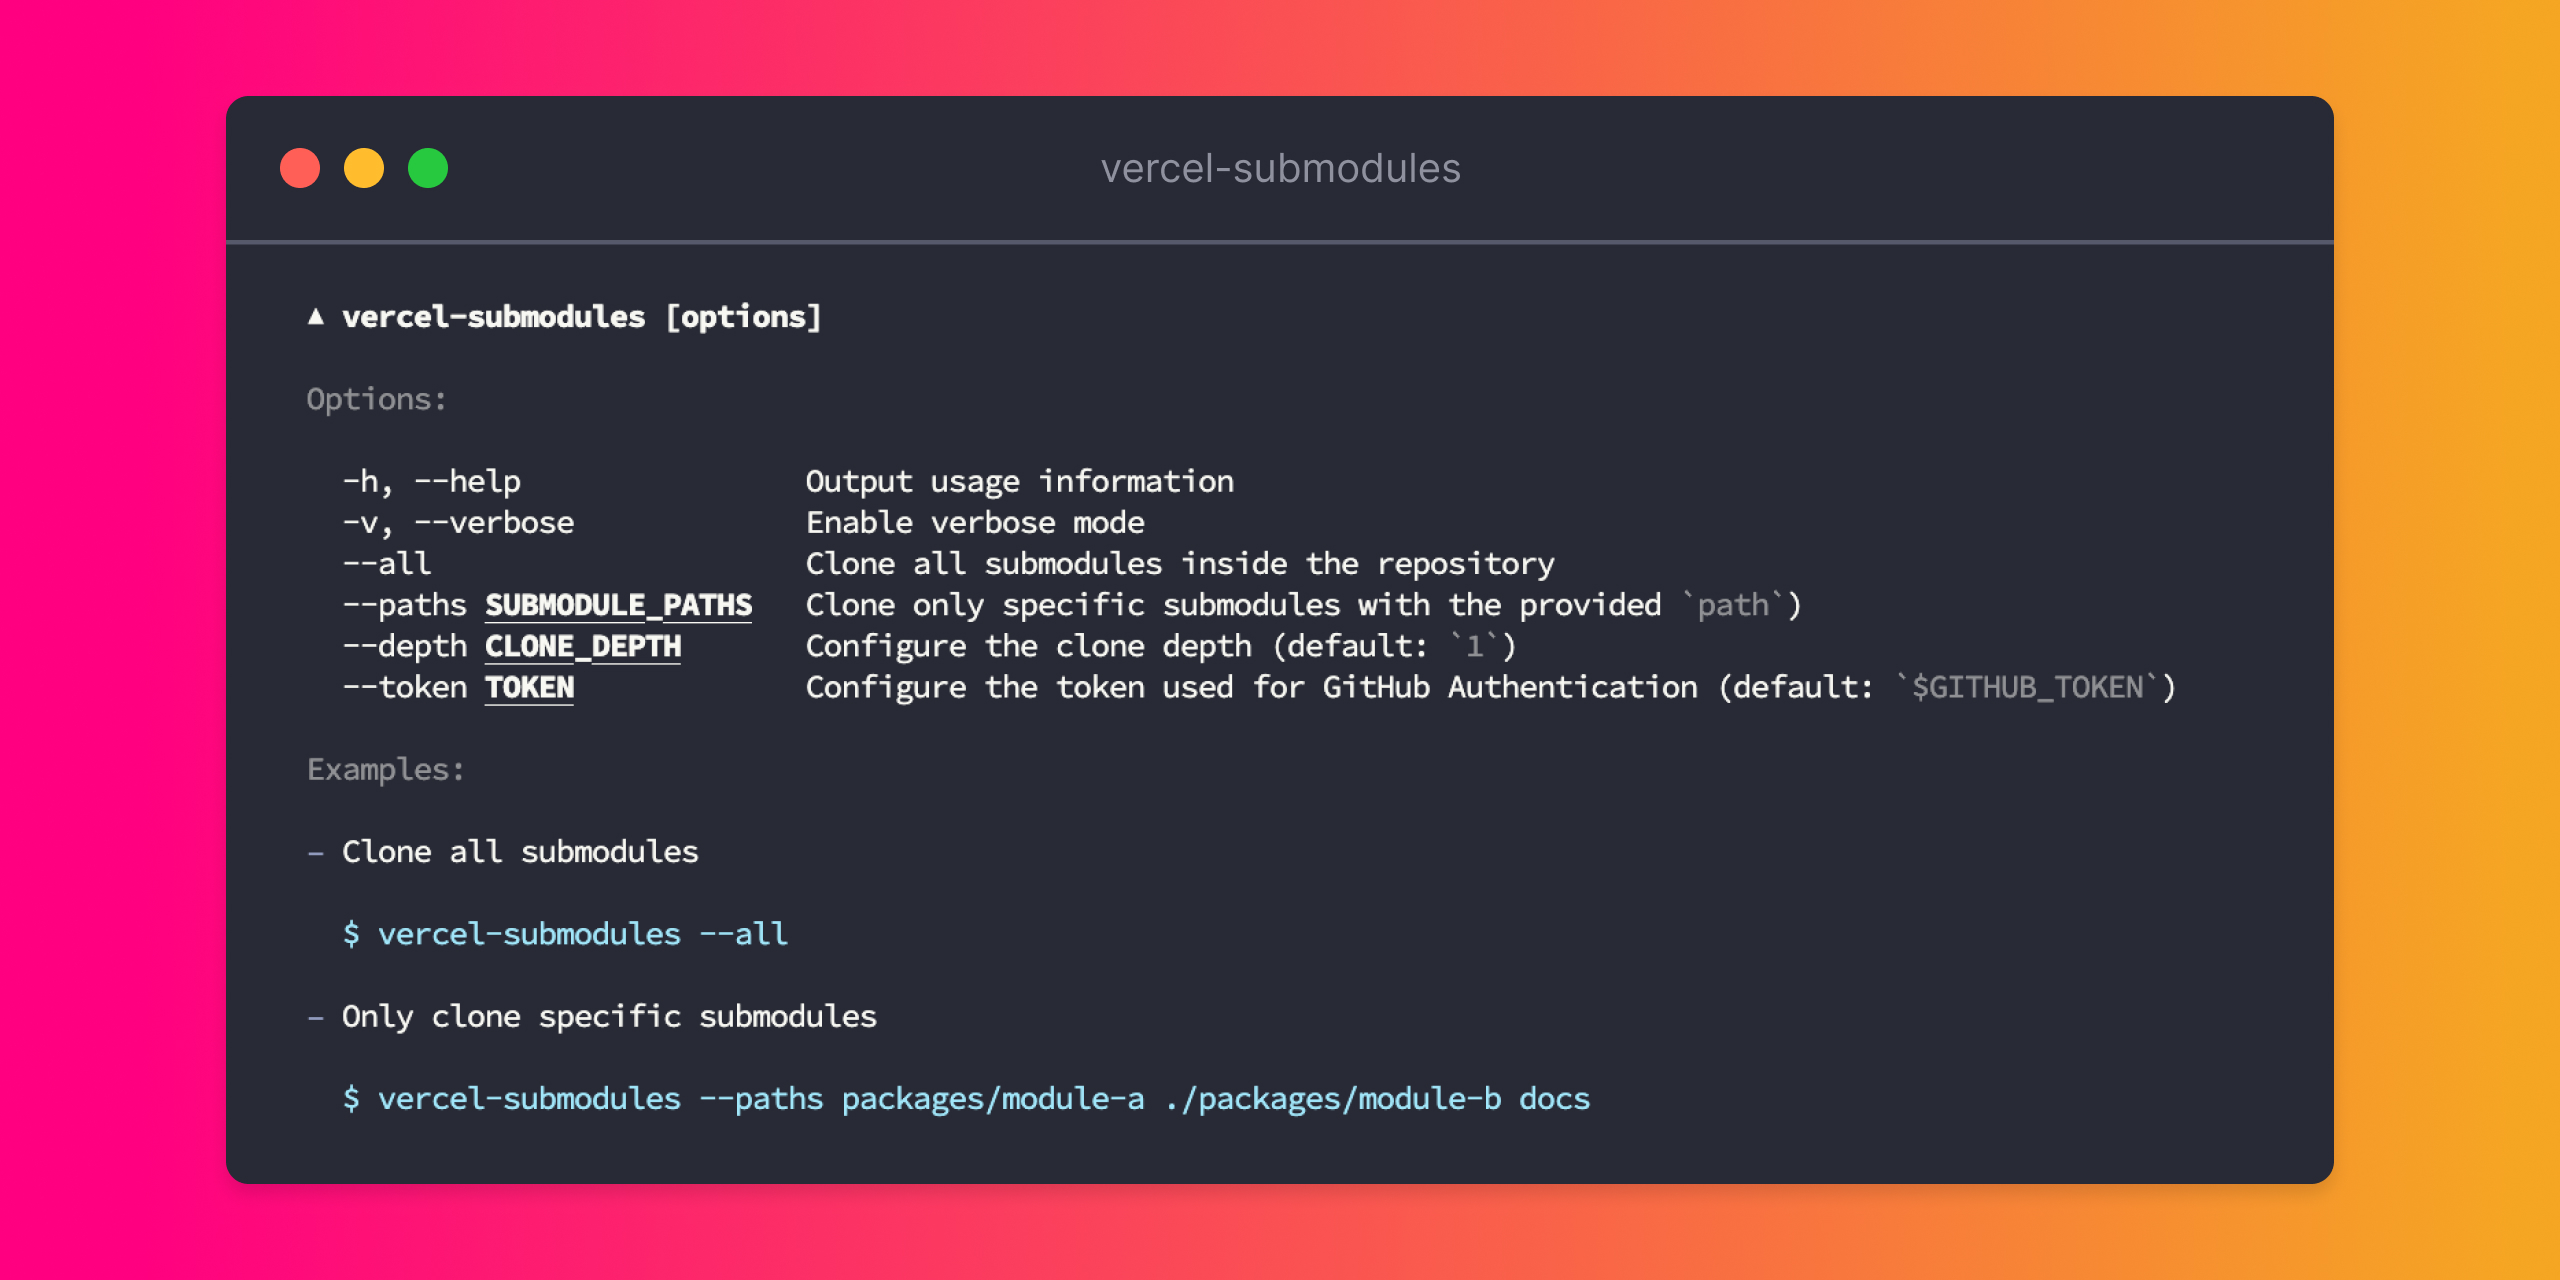 vercel-submodules
▲ vercel-submodules [options]
Options:
-h, --help Output usage information
-v, --verbose Enable verbose mode
--all Clone all submodules inside the repository
--paths SUBMODULE_PATHS Clone only specific submodules with the provided `path`)
--depth CLONE_DEPTH Configure the clone depth (default: `1`)
--token TOKEN Configure the token used for GitHub Authentication (default: `$GITHUB_TOKEN`)
Examples:
– Clone all submodules
$ vercel-submodules --all
– Only clone specific submodules
$ vercel-submodules --paths packages/module-a ./packages/module-b docs